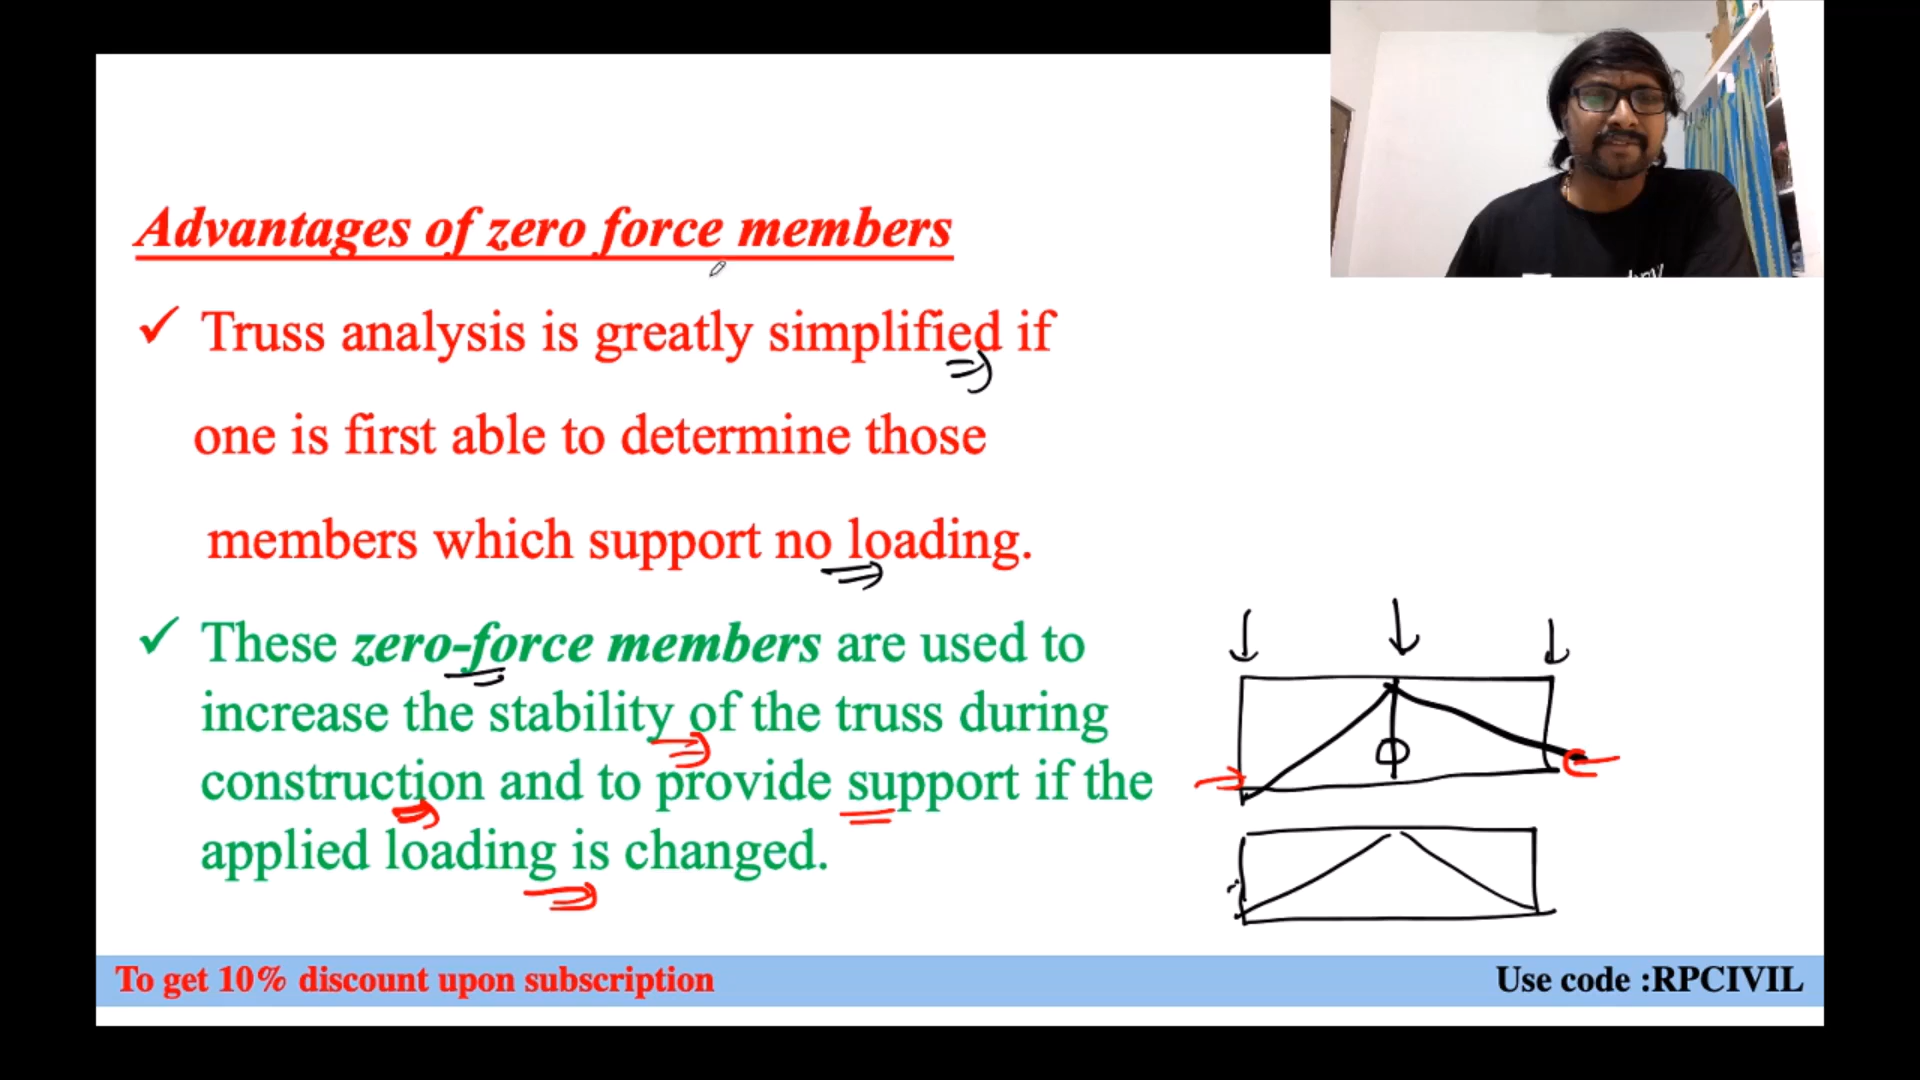 Advantages of zero force members
✓ Truss analysis is greatly simplified if
one is first able to determine those
members which support no loading.
✓ These zero-force members are used to
increase the stability of the truss during
construction and to provide support if the
applied loading is changed.
To get 10% discount upon subscription
Use code :RPCIVIL